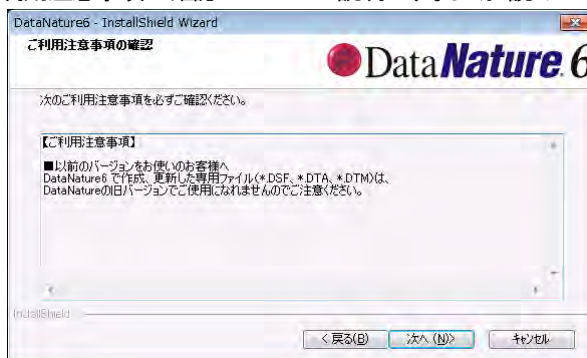 DataNature6 - InstallShield Wizard
ご利用注意事項の確認
DataNature.6
次のご利用注意事項を必ずご確認ください。
【ご利用注意事項】
■以前のバージョンをお使いのお客様へ
DataNature6 で作成、更新した専用ファイル(*.DSF、*.DTA、*.DTM)は、
DataNatureの旧バージョンでご使用になれませんのでご注意ください。
InstallShield
< 戻る(B)
次へ(N)>
キャンセル